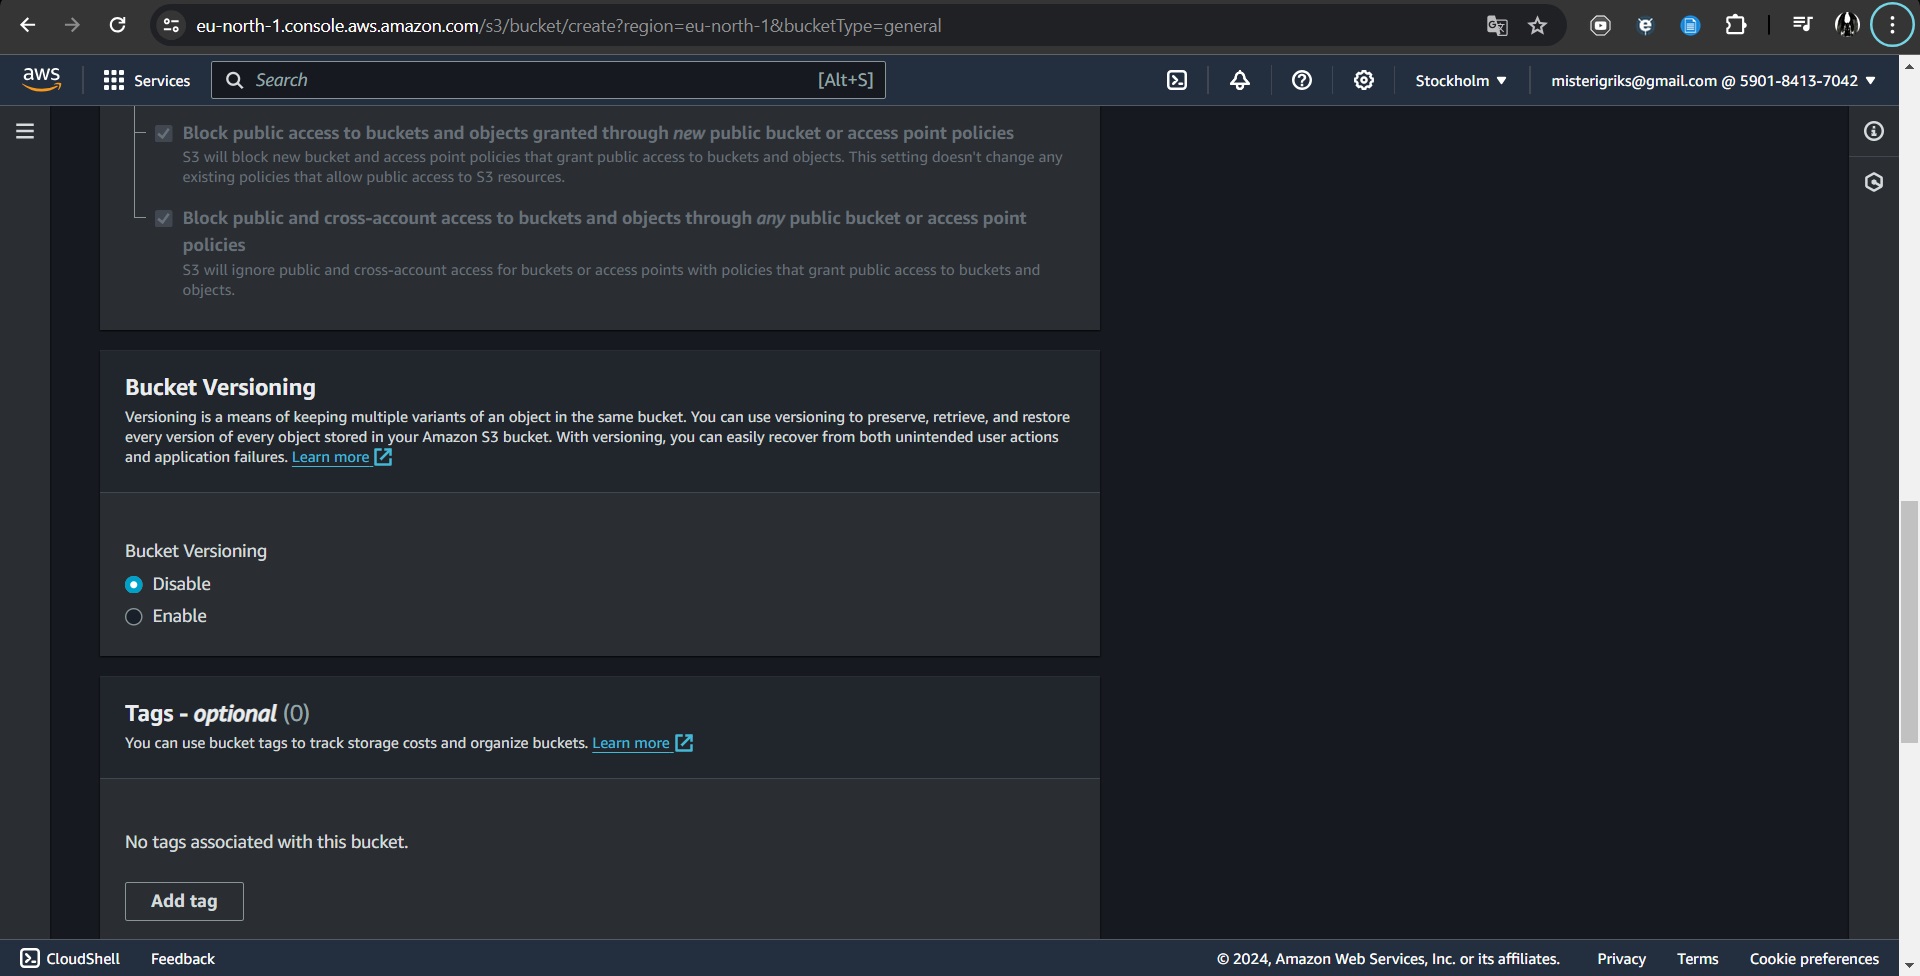 eu-north-1.console.aws.amazon.com/s3/bucket/create?region=eu-north-1&bucketType=general
aws
Services
Search
[Alt+S]
Stockholm
misterigriks@gmail.com @ 5901-8413-7042
Block public access to buckets and objects granted through new public bucket or access point policies
S3 will block new bucket and access point policies that grant public access to buckets and objects. This setting doesn't change any
existing policies that allow public access to S3 resources.
Block public and cross-account access to buckets and objects through any public bucket or access point
policies
S3 will ignore public and cross-account access for buckets or access points with policies that grant public access to buckets and
objects.
Bucket Versioning
Versioning is a means of keeping multiple variants of an object in the same bucket. You can use versioning to preserve, retrieve, and restore
every version of every object stored in your Amazon S3 bucket. With versioning, you can easily recover from both unintended user actions
and application failures. Learn more
Bucket Versioning
Disable
Enable
Tags - optional (0)
You can use bucket tags to track storage costs and organize buckets. Learn more
No tags associated with this bucket.
Add tag
CloudShell
Feedback
© 2024, Amazon Web Services, Inc. or its affiliates.
Privacy
Terms
Cookie preferences